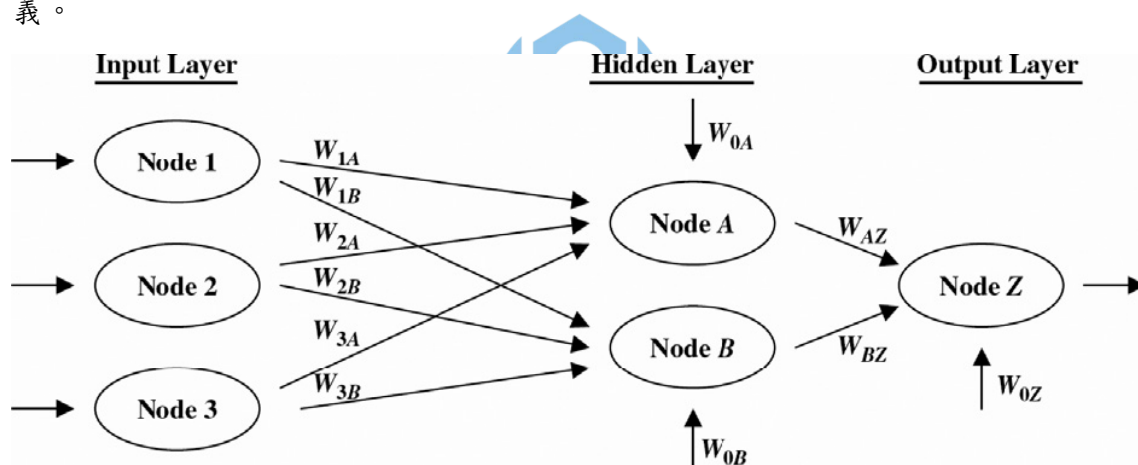 義。
Input Layer Hidden Layer Output Layer
W0A
Node 1 W1A
W1B
Node A
W2A WAZ
Node 2 W2B Node Z
W3A Node B WBZ
W3B W0Z
Node 3
W0B